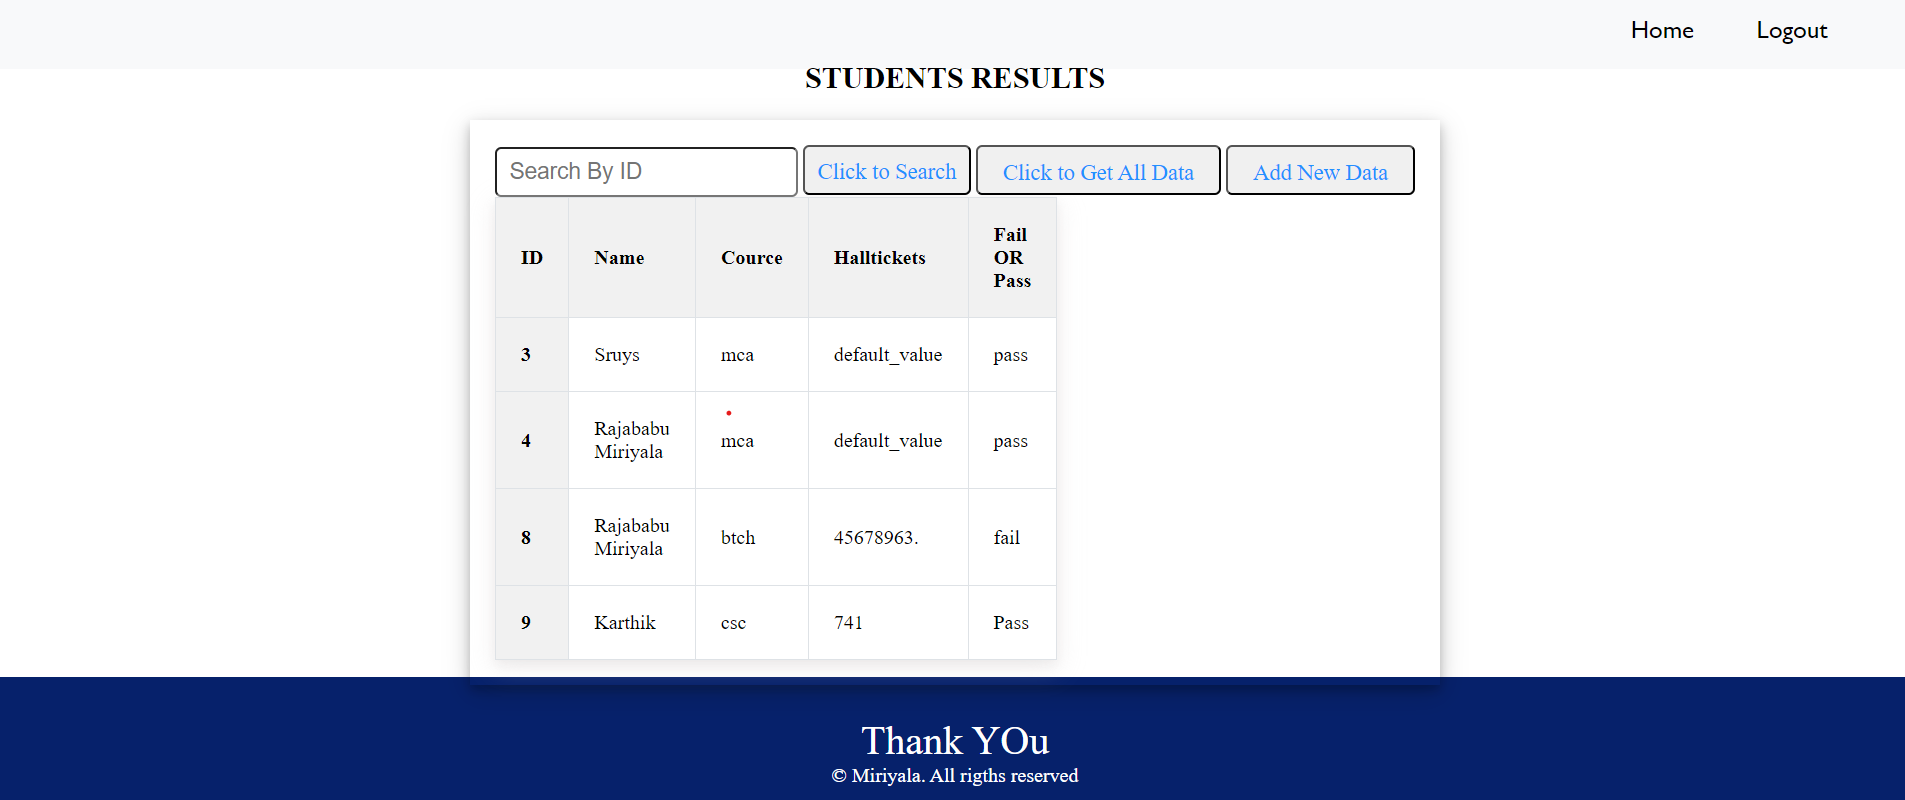 Home Logout
STUDENTS RESULTS
Search By ID Click to Search Click to Get All Data Add New Data
ID Name Cource Halltickets Fail OR Pass
3 Sruys mca default_value pass
4 Rajababu Miriyala mca default_value pass
8 Rajababu Miriyala btch 45678963. fail
9 Karthik csc 741 Pass
Thank YOu
© Miriyala. All rigths reserved